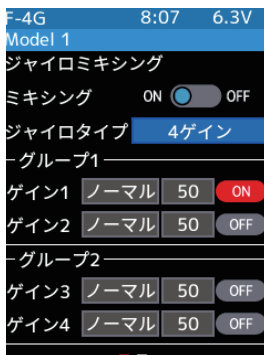 F-4G 8:07 6.3V
Model 1
ジャイロミキシング
ミキシング ON OFF
ジャイロタイプ 4ゲイン
グループ1
ゲイン1 ノーマル 50 ON
ゲイン2 ノーマル 50 OFF
グループ2
ゲイン3 ノーマル 50 OFF
ゲイン4 ノーマル 50 OFF